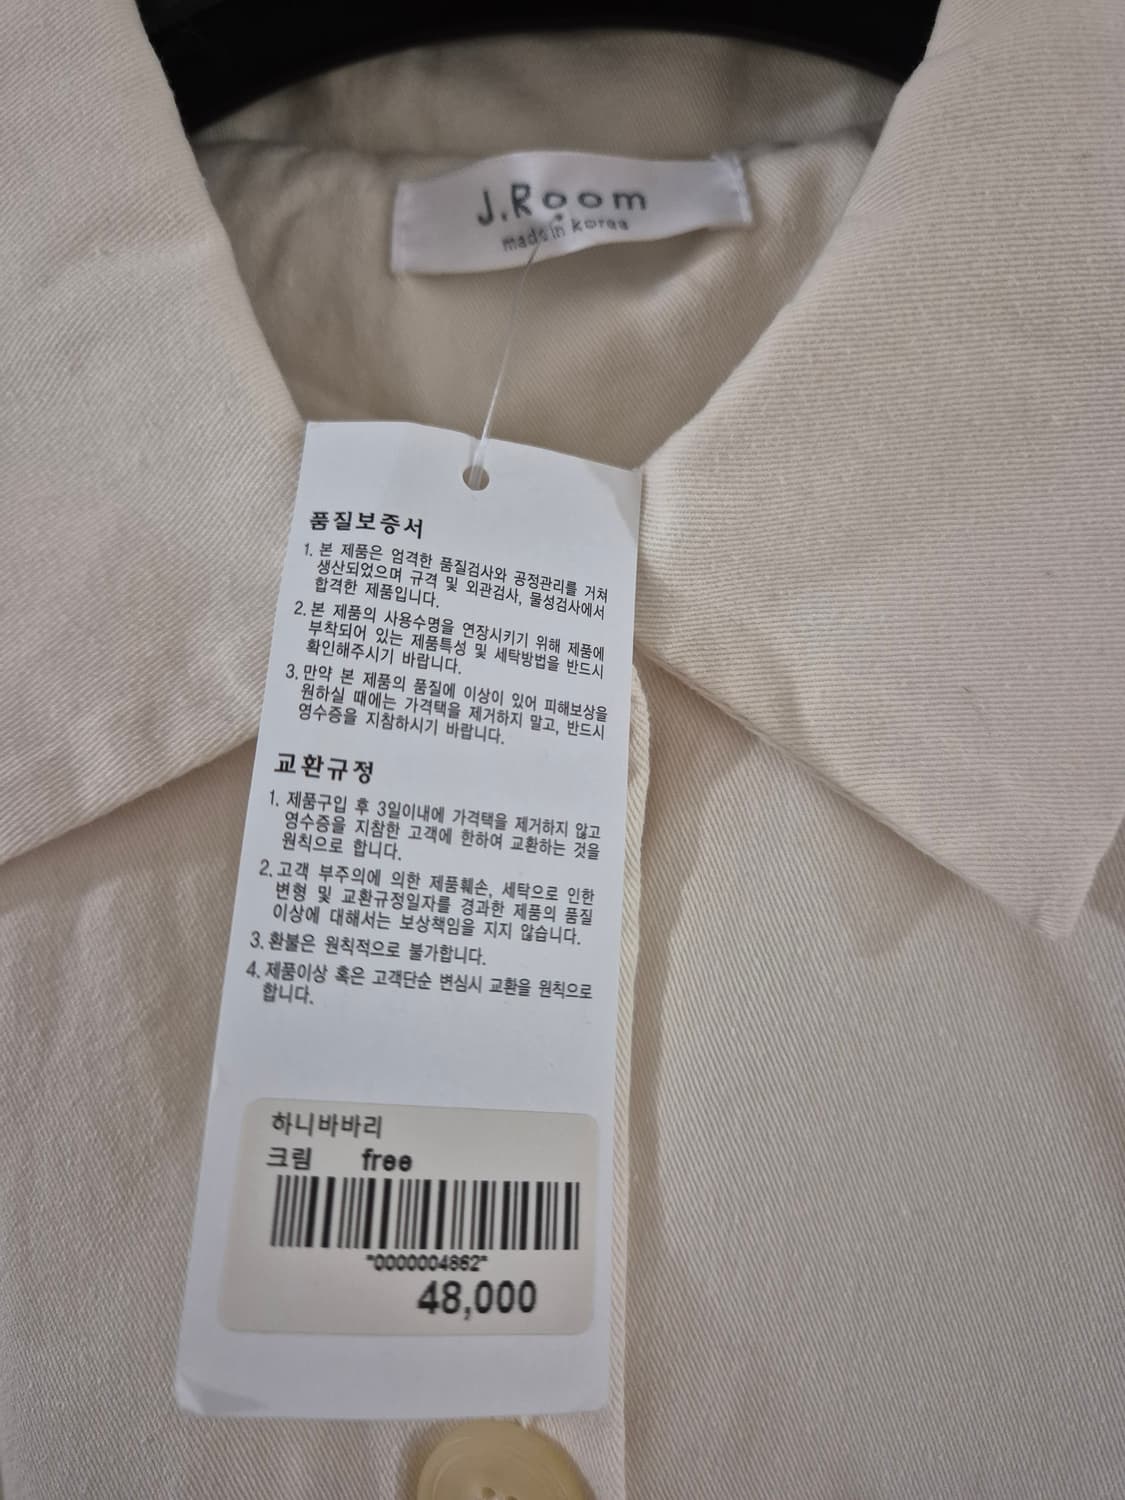 J.Room
made in korea
품질보증서
1. 본 제품은 엄격한 품질검사와 공정관리를 거쳐
생산되었으며 규격 및 외관검사, 물성검사에서
합격한 제품입니다.
2. 본 제품의 사용수명을 연장시키기 위해 제품에
부착되어 있는 제품특성 및 세탁방법을 반드시
확인해주시기 바랍니다.
3. 만약 본 제품의 품질에 이상이 있어 피해보상을
원하실 때에는 가격택을 제거하지 말고, 반드시
영수증을 지참하시기 바랍니다.
교환규정
1. 제품구입 후 3일이내에 가격택을 제거하지 않고
영수증을 지참한 고객에 한하여 교환하는 것을
원칙으로 합니다.
2. 고객 부주의에 의한 제품훼손, 세탁으로 인한
변형 및 교환규정일자를 경과한 제품의 품질
이상에 대해서는 보상책임을 지지 않습니다.
3. 환불은 원칙적으로 불가합니다.
4. 제품이상 혹은 고객단순 변심시 교환을 원칙으로
합니다.
하니바바리
크림 free
"0000004862"
48,000